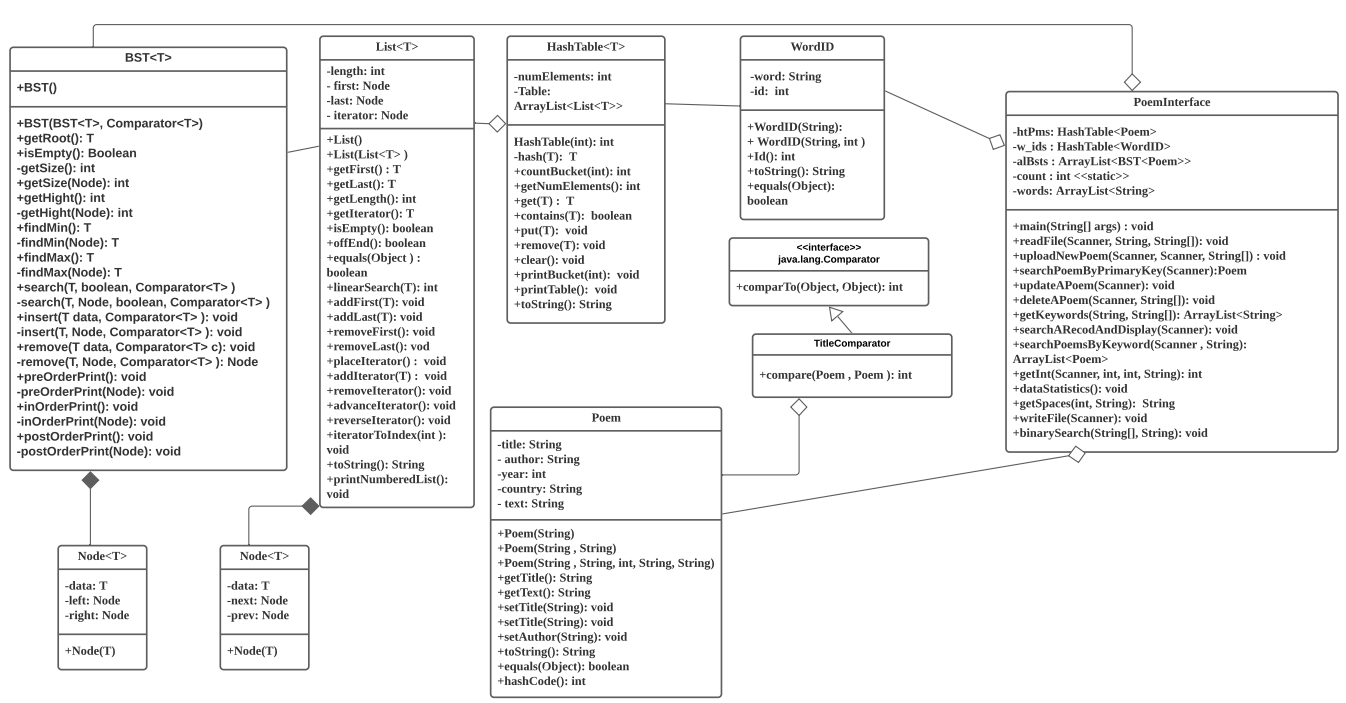 BST<T>
+BST()
+BST(BST<T>, Comparator<T>)
+getRoot(): T
+isEmpty(): Boolean
-getSize(): int
+getSize(Node): int
+getHight(): int
-getHight(Node): int
+findMin(): T
-findMin(Node): T
+findMax(): T
-findMax(Node): T
+search(T, boolean, Comparator<T> )
-search(T, Node, boolean, Comparator<T> )
+insert(T data, Comparator<T> ): void
-insert(T, Node, Comparator<T> ): void
+remove(T data, Comparator<T> c): void
-remove(T, Node, Comparator<T> ): Node
+preOrderPrint(): void
-preOrderPrint(Node): void
+inOrderPrint(): void
-inOrderPrint(Node): void
+postOrderPrint(): void
-postOrderPrint(Node): void
List<T>
-length: int
- first: Node
-last: Node
- iterator: Node
+List()
+List(List<T> )
+getFirst() : T
+getLast(): T
+getLength(): int
+getIterator(): T
+isEmpty(): boolean
+offEnd(): boolean
+equals(Object ) :
boolean
+linearSearch(T): int
+addFirst(T): void
+addLast(T): void
+removeFirst(): void
+removeLast(): vod
+placeIterator() : void
+addIterator(T) : void
+removeIterator(): void
+advanceIterator(): void
+reverseIterator(): void
+iteratorToIndex(int ):
void
+toString(): String
+printNumberedList():
void
HashTable<T>
-numElements: int
-Table:
ArrayList<List<T>>
HashTable(int): int
-hash(T): T
+countBucket(int): int
+getNumElements(): int
+get(T) : T
+contains(T): boolean
+put(T): void
+remove(T): void
+clear(): void
+printBucket(int): void
+printTable(): void
+toString(): String
WordID
-word: String
-id: int
+WordID(String):
+ WordID(String, int )
+Id(): int
+toString(): String
+equals(Object):
boolean
<<interface>>
java.lang.Comparator
+comparTo(Object, Object): int
TitleComparator
+compare(Poem , Poem ): int
PoemInterface
-htPms: HashTable<Poem>
-w_ids : HashTable<WordID>
-alBsts : ArrayList<BST<Poem>>
-count : int <<static>>
-words: ArrayList<String>
+main(String[] args) : void
+readFile(Scanner, String, String[]): void
+uploadNewPoem(Scanner, Scanner, String[]) : void
+searchPoemByPrimaryKey(Scanner):Poem
+updateAPoem(Scanner): void
+deleteAPoem(Scanner, String[]): void
+getKeywords(String, String[]): ArrayList<String>
+searchARecodAndDisplay(Scanner): void
+searchPoemsByKeyword(Scanner , String):
ArrayList<Poem>
+getInt(Scanner, int, int, String): int
+dataStatistics(): void
+getSpaces(int, String): String
+writeFile(Scanner): void
+binarySearch(String[], String): void
Poem
-title: String
- author: String
-year: int
-country: String
- text: String
+Poem(String)
+Poem(String , String)
+Poem(String , String, int, String, String)
+getTitle(): String
+getText(): String
+setTitle(String): void
+setTitle(String): void
+setAuthor(String): void
+toString(): String
+equals(Object): boolean
+hashCode(): int
Node<T>
-data: T
-left: Node
-right: Node
+Node(T)
Node<T>
-data: T
-next: Node
-prev: Node
+Node(T)